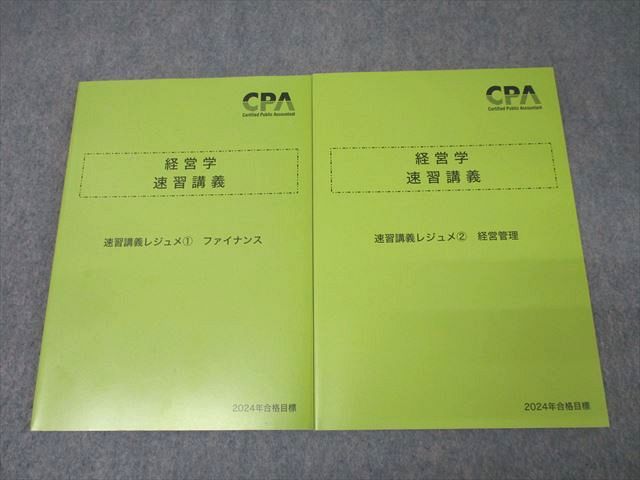 CPA
Certified Public Accountant
経営学
速習講義
速習講義レジュメ① ファイナンス
2024年合格目標
CPA
Certified Public Accountant
経営学
速習講義
速習講義レジュメ② 経営管理
2024年合格目標